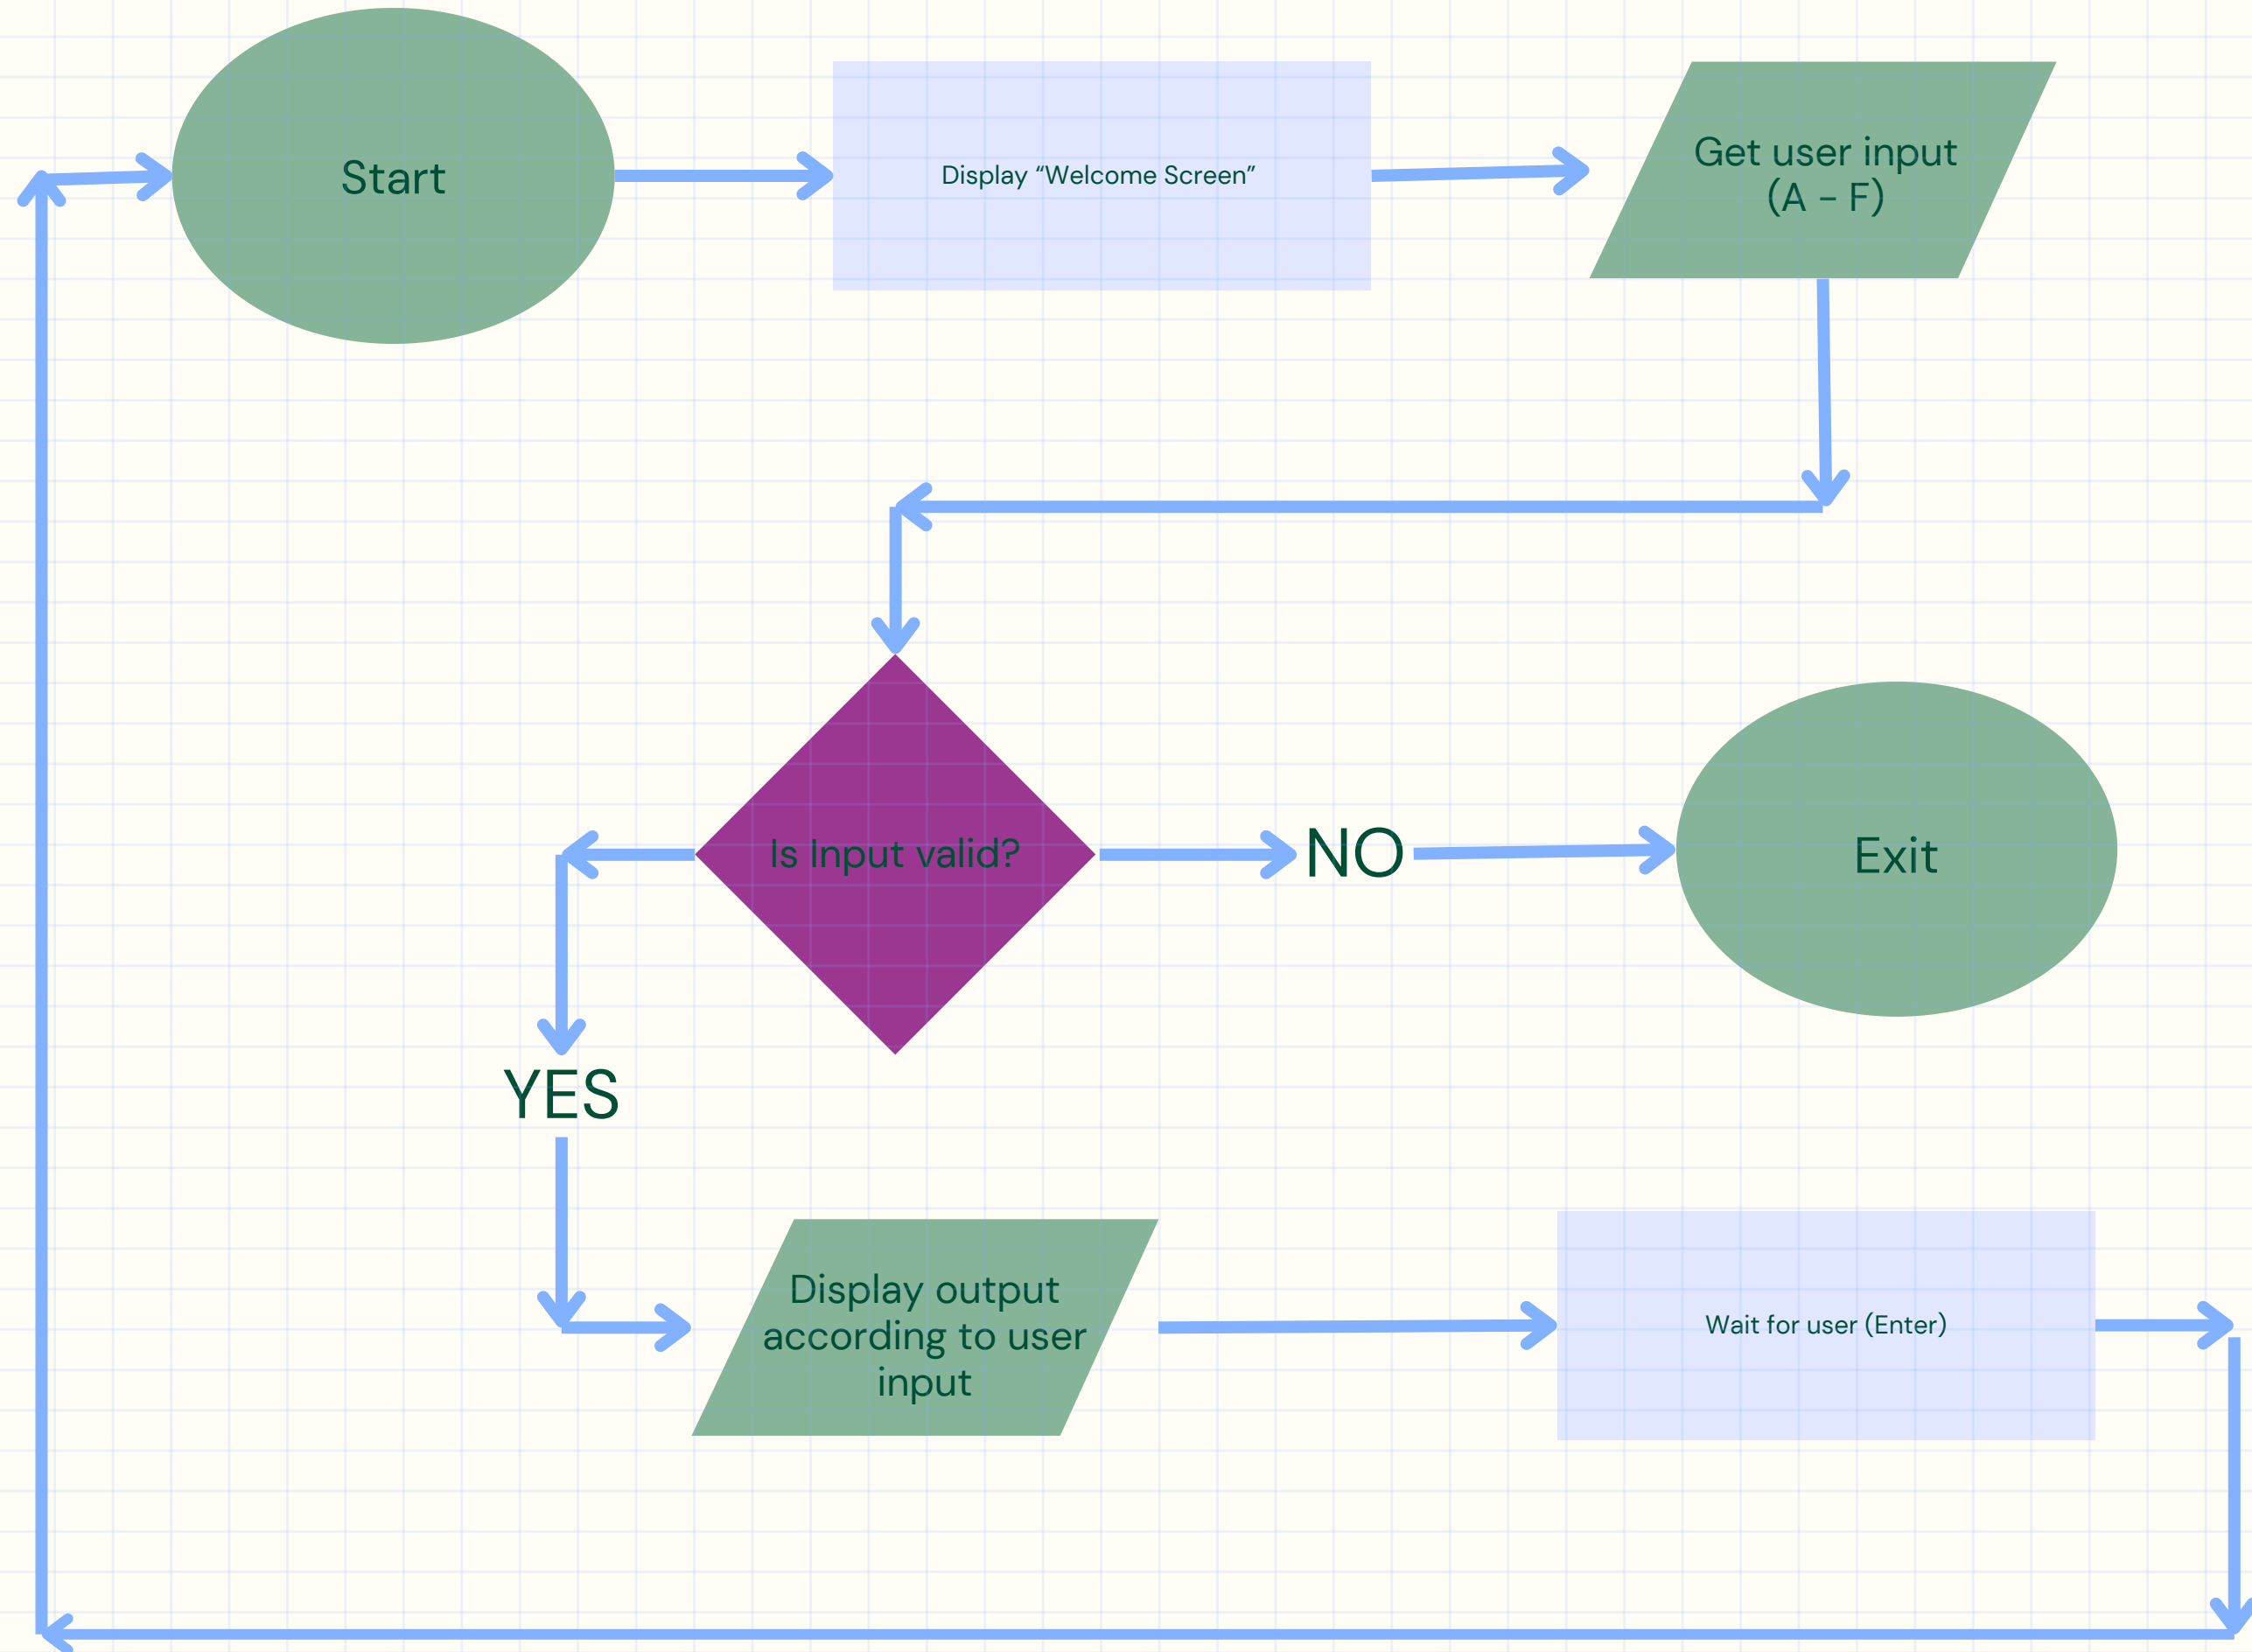 Start
Display “Welcome Screen”
Get user input
(A - F)
Is Input valid?
NO
Exit
YES
Display output
according to user
input
Wait for user (Enter)